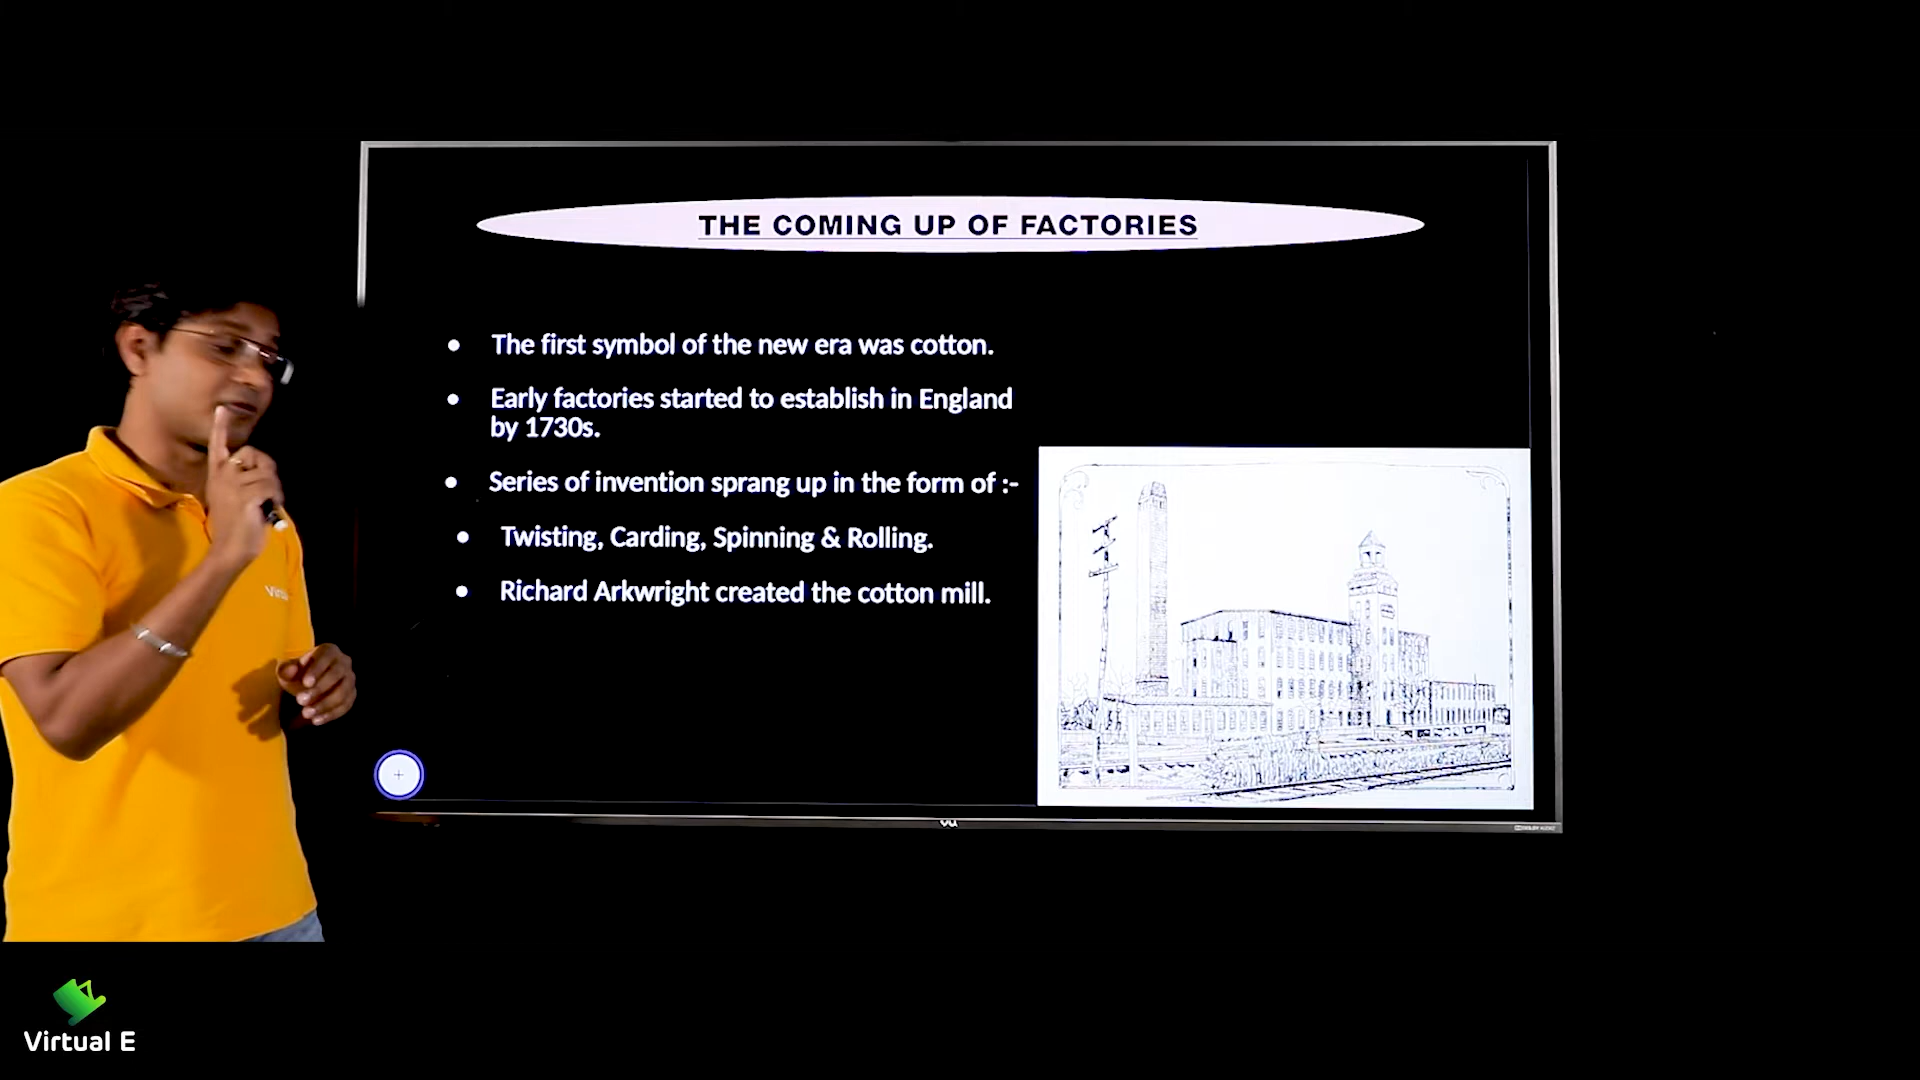 THE COMING UP OF FACTORIES
• The first symbol of the new era was cotton.
• Early factories started to establish in England
by 1730s.
• Series of invention sprang up in the form of :-
• Twisting, Carding, Spinning & Rolling.
• Richard Arkwright created the cotton mill.
VU
Virtual E